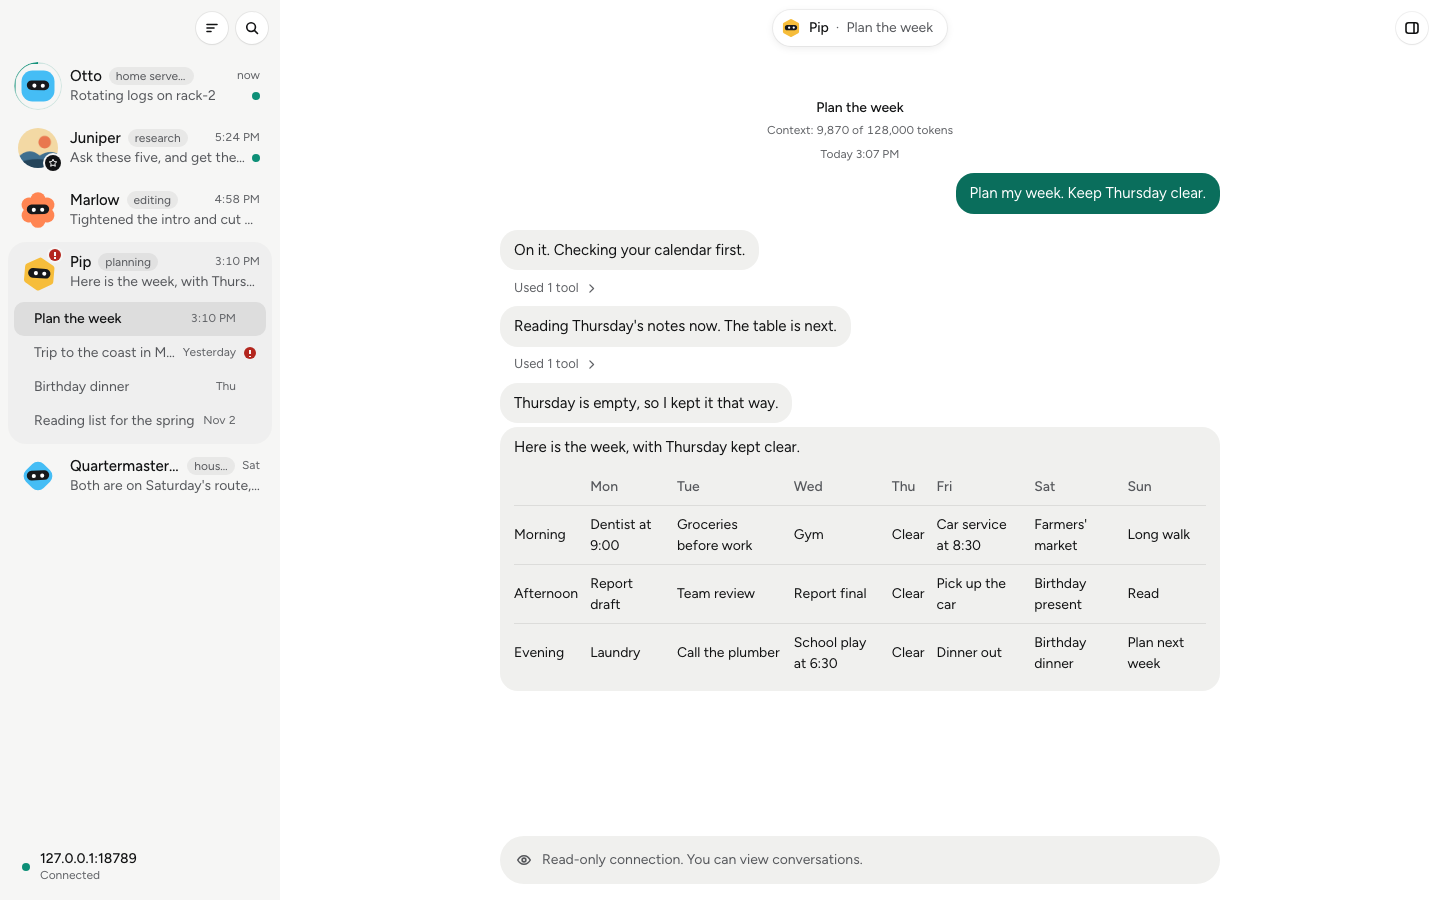 Otto home serve... now
Rotating logs on rack-2
Juniper research 5:24 PM
Ask these five, and get the...
Marlow editing 4:58 PM
Tightened the intro and cut ...
Pip planning 3:10 PM
Here is the week, with Thurs...
Plan the week 3:10 PM
Trip to the coast in M... Yesterday
Birthday dinner Thu
Reading list for the spring Nov 2
Quartermaster... hous... Sat
Both are on Saturday's route,...
127.0.0.1:18789
Connected
Pip · Plan the week
Plan the week
Context: 9,870 of 128,000 tokens
Today 3:07 PM
Plan my week. Keep Thursday clear.
On it. Checking your calendar first.
Used 1 tool
Reading Thursday's notes now. The table is next.
Used 1 tool
Thursday is empty, so I kept it that way.
Here is the week, with Thursday kept clear.
Mon Tue Wed Thu Fri Sat Sun
Morning Dentist at 9:00 Groceries before work Gym Clear Car service at 8:30 Farmers' market Long walk
Afternoon Report draft Team review Report final Clear Pick up the car Birthday present Read
Evening Laundry Call the plumber School play at 6:30 Clear Dinner out Birthday dinner Plan next week
Read-only connection. You can view conversations.